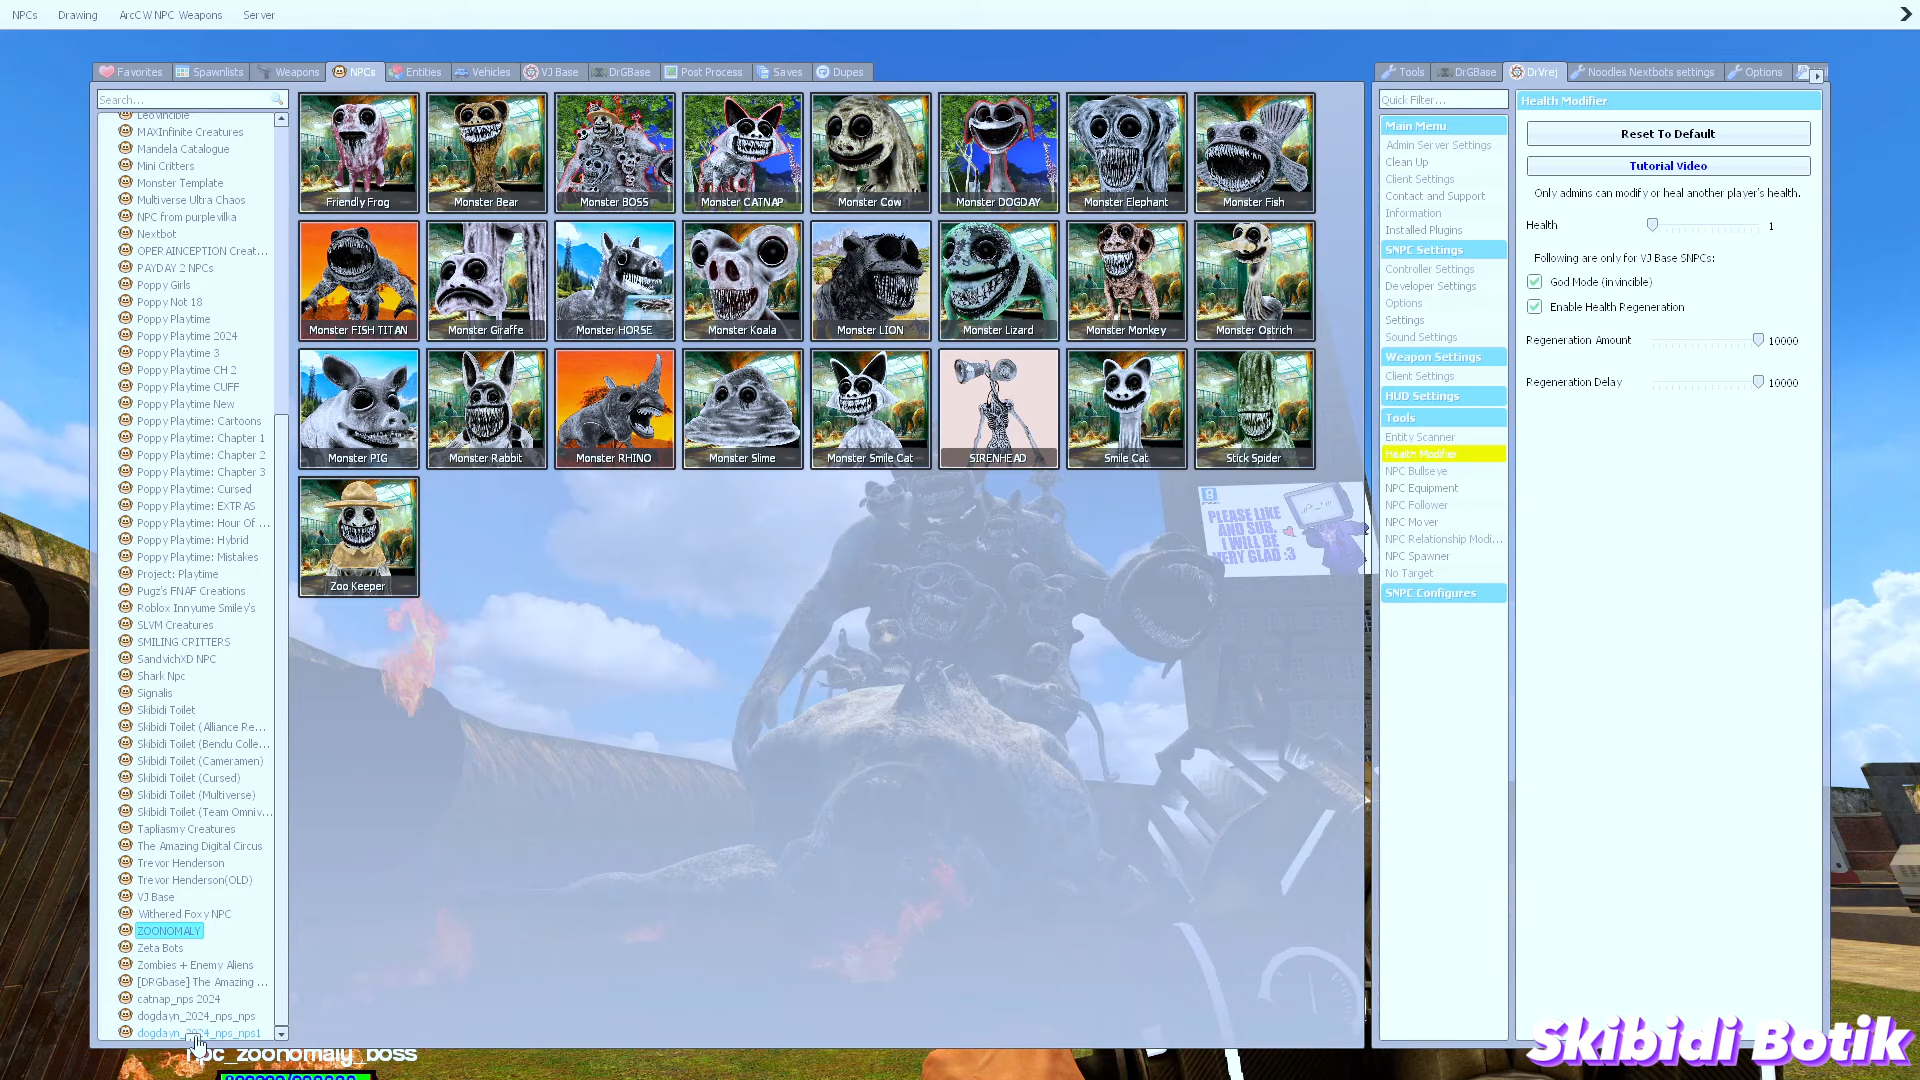 NPCs Drawing ArcCW NPC Weapons Server
Favorites Spawnlists Weapons NPCs Entities Vehicles VJ Base DrGBase Post Process Saves Dupes
Search...
Leovincible
MAXInfinite Creatures
Mandela Catalogue
Mini Critters
Monster Template
Multiverse Ultra Chaos
NPC from purplevilka
Nextbot
OPERAINCEPTION Creat...
PAYDAY 2 NPCs
Poppy Girls
Poppy Not 18
Poppy Playtime
Poppy Playtime 2024
Poppy Playtime 3
Poppy Playtime CH 2
Poppy Playtime CUFF
Poppy Playtime New
Poppy Playtime: Cartoons
Poppy Playtime: Chapter 1
Poppy Playtime: Chapter 2
Poppy Playtime: Chapter 3
Poppy Playtime: Cursed
Poppy Playtime: EXTRAS
Poppy Playtime: Hour Of ...
Poppy Playtime: Hybrid
Poppy Playtime: Mistakes
Project: Playtime
Pugz's FNAF Creations
Roblox Innyume Smiley's
SLVM Creatures
SMILING CRITTERS
SandvichXD NPC
Shark Npc
Signalis
Skibidi Toilet
Skibidi Toilet (Alliance Re...
Skibidi Toilet (Bendu Colle...
Skibidi Toilet (Cameramen)
Skibidi Toilet (Cursed)
Skibidi Toilet (Multiverse)
Skibidi Toilet (Team Omniv...
Tapliasmy Creatures
The Amazing Digital Circus
Trevor Henderson
Trevor Henderson(OLD)
VJ Base
Withered Foxy NPC
ZOONOMALY
Zeta Bots
Zombies + Enemy Aliens
[DRGbase] The Amazing ...
catnap_nps 2024
dogdayn_2024_nps_nps
dogdayn_2024_nps_nps1
Friendly Frog Monster Bear Monster BOSS Monster CATNAP Monster Cow Monster DOGDAY Monster Elephant Monster Fish
Monster FISH TITAN Monster Giraffe Monster HORSE Monster Koala Monster LION Monster Lizard Monster Monkey Monster Ostrich
Monster PIG Monster Rabbit Monster RHINO Monster Slime Monster Smile Cat SIRENHEAD Smile Cat Stick Spider
Zoo Keeper
PLEASE LIKE
AND SUB,
I WILL BE
VERY GLAD :3
Tools DRGBase DrVrej Noodles Nextbots settings Options
Quick Filter...
Main Menu
Admin Server Settings
Clean Up
Client Settings
Contact and Support
Information
Installed Plugins
SNPC Settings
Controller Settings
Developer Settings
Options
Settings
Sound Settings
Weapon Settings
Client Settings
HUD Settings
Tools
Entity Scanner
Health Modifier
NPC Bullseye
NPC Equipment
NPC Follower
NPC Mover
NPC Relationship Modi...
NPC Spawner
No Target
SNPC Configures
Health Modifier
Reset To Default
Tutorial Video
Only admins can modify or heal another player's health.
Health 1
Following are only for VJ Base SNPCs:
God Mode (invincible)
Enable Health Regeneration
Regeneration Amount 10000
Regeneration Delay 10000
npc_zoonomaly_boss
Skibidi Botik